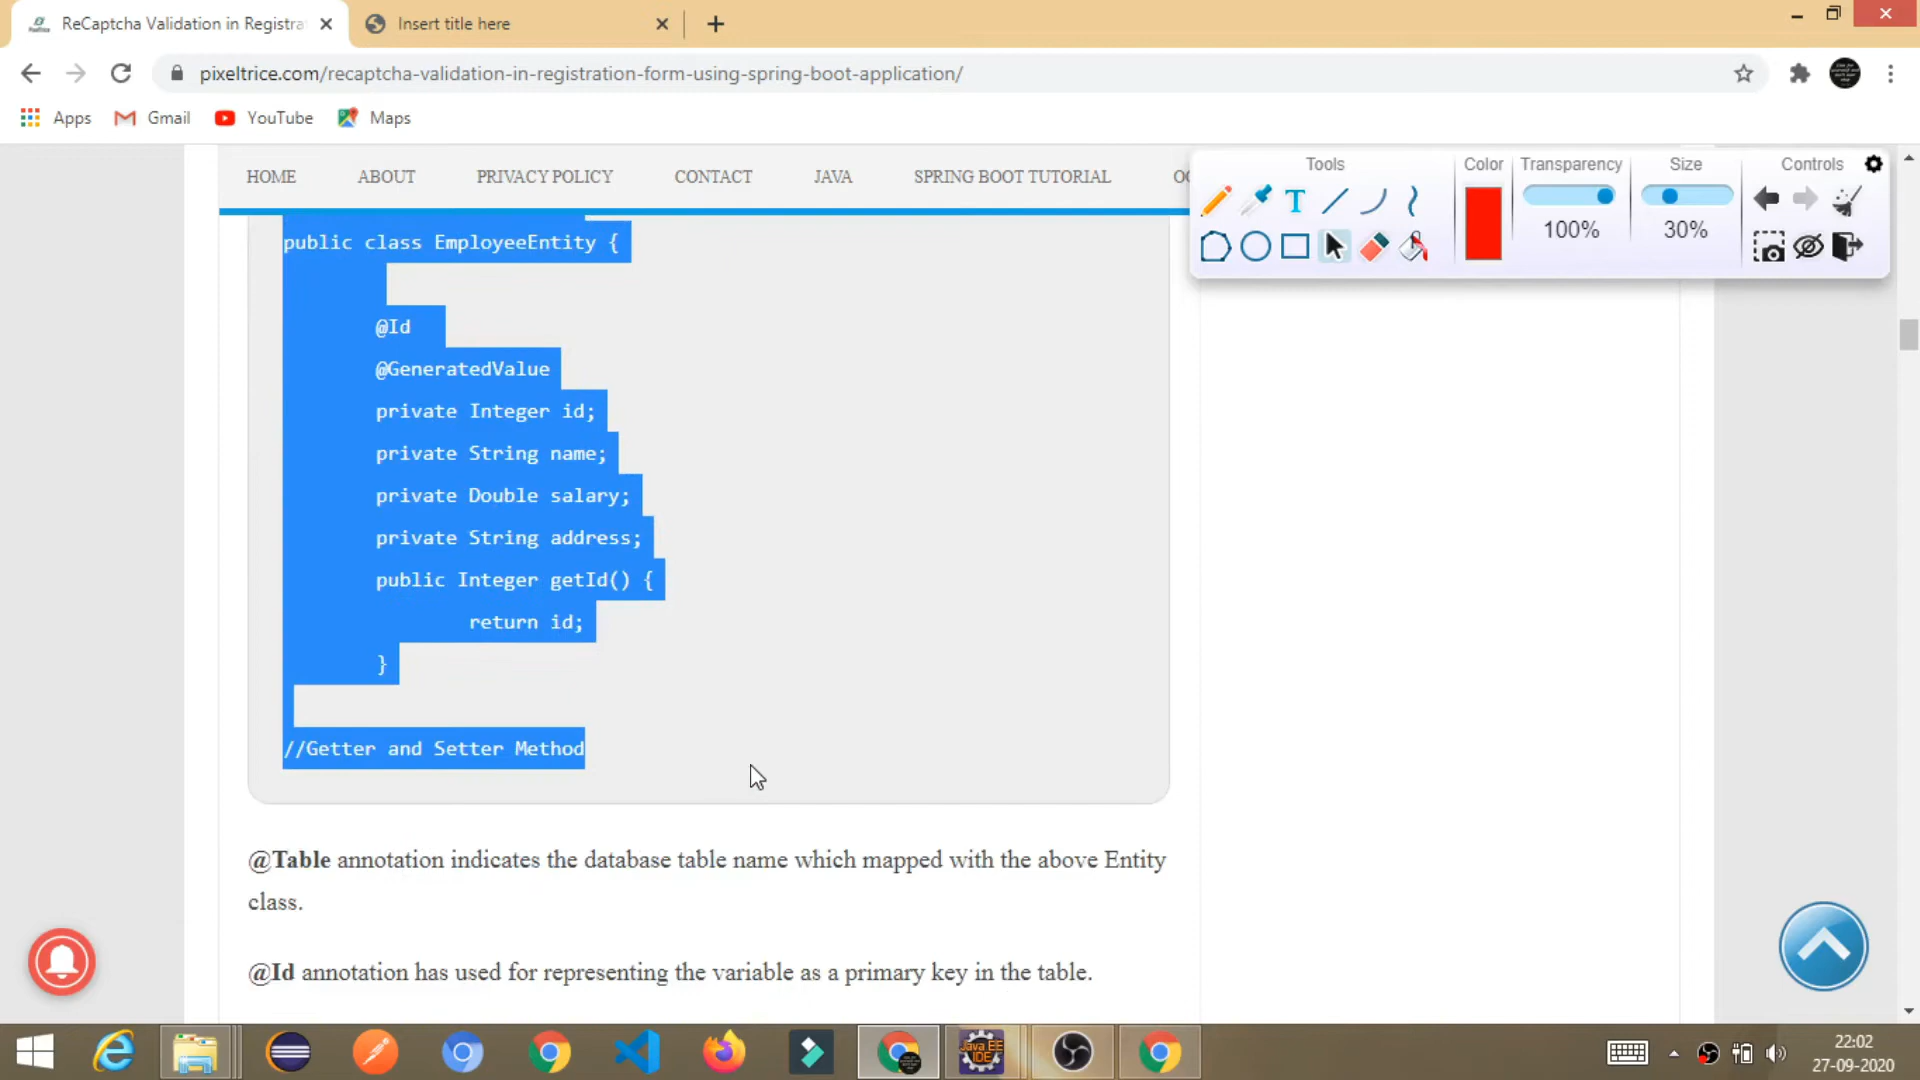 ReCaptcha Validation in Registra
Insert title here
pixeltrice.com/recaptcha-validation-in-registration-form-using-spring-boot-application/
Apps
Gmail
YouTube
Maps
HOME
ABOUT
PRIVACY POLICY
CONTACT
JAVA
SPRING BOOT TUTORIAL
OC
Tools
Color
Transparency
Size
Controls
T
100%
30%
public class EmployeeEntity {
@Id
@GeneratedValue
private Integer id;
private String name;
private Double salary;
private String address;
public Integer getId() {
return id;
}
//Getter and Setter Method
@Table annotation indicates the database table name which mapped with the above Entity
class.
@Id annotation has used for representing the variable as a primary key in the table.
Java EE
IDE
22:02
27-09-2020